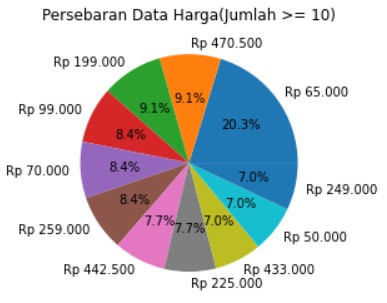 Persebaran Data Harga(Jumlah >= 10)
Rp 470.500
Rp 199.000
Rp 65.000
9.1%
9.1%
20.3%
Rp 99.000
8.4%
Rp 70.000
8.4%
7.0%
Rp 249.000
8.4%
7.0%
Rp 259.000
7.7%
7.7%
7.0%
Rp 50.000
Rp 442.500
Rp 433.000
Rp 225.000